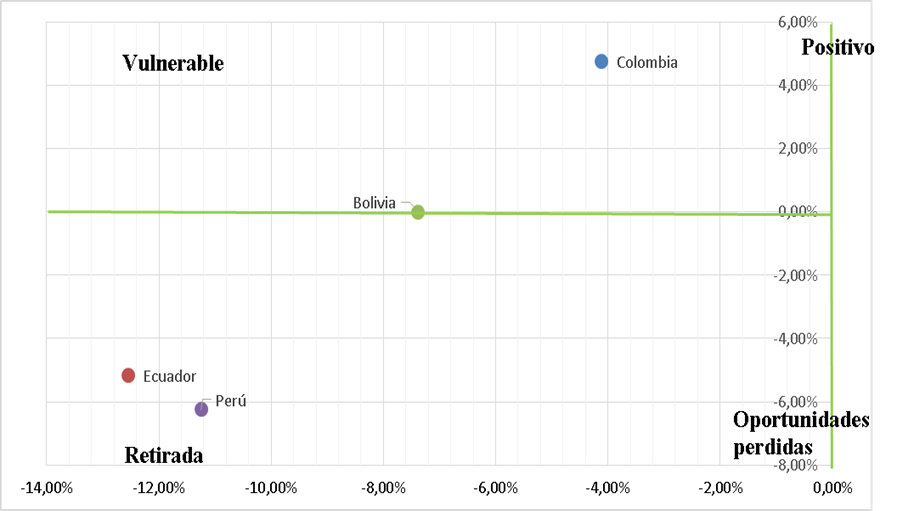 6,00%
Positivo
Vulnerable
Colombia
4,00%
2,00%
Bolivia
0,00%
-2,00%
-4,00%
Ecuador
Perú
-6,00%
Oportunidades
perdidas
Retirada
-8,00%
-14,00% -12,00% -10,00% -8,00% -6,00% -4,00% -2,00% 0,00%